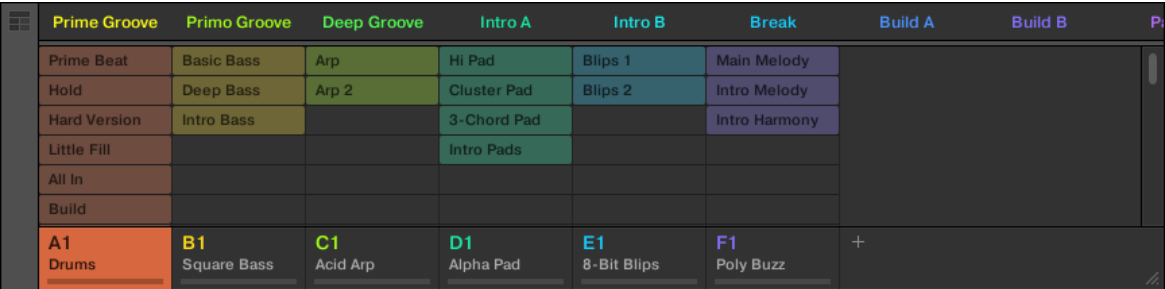 Prime Groove Primo Groove Deep Groove Intro A Intro B Break Build A Build B
Prime Beat Basic Bass Arp Hi Pad Blips 1 Main Melody
Hold Deep Bass Arp 2 Cluster Pad Blips 2 Intro Melody
Hard Version Intro Bass 3-Chord Pad Intro Harmony
Little Fill Intro Pads
All In
Build
A1 B1 C1 D1 E1 F1 +
Drums Square Bass Acid Arp Alpha Pad 8-Bit Blips Poly Buzz